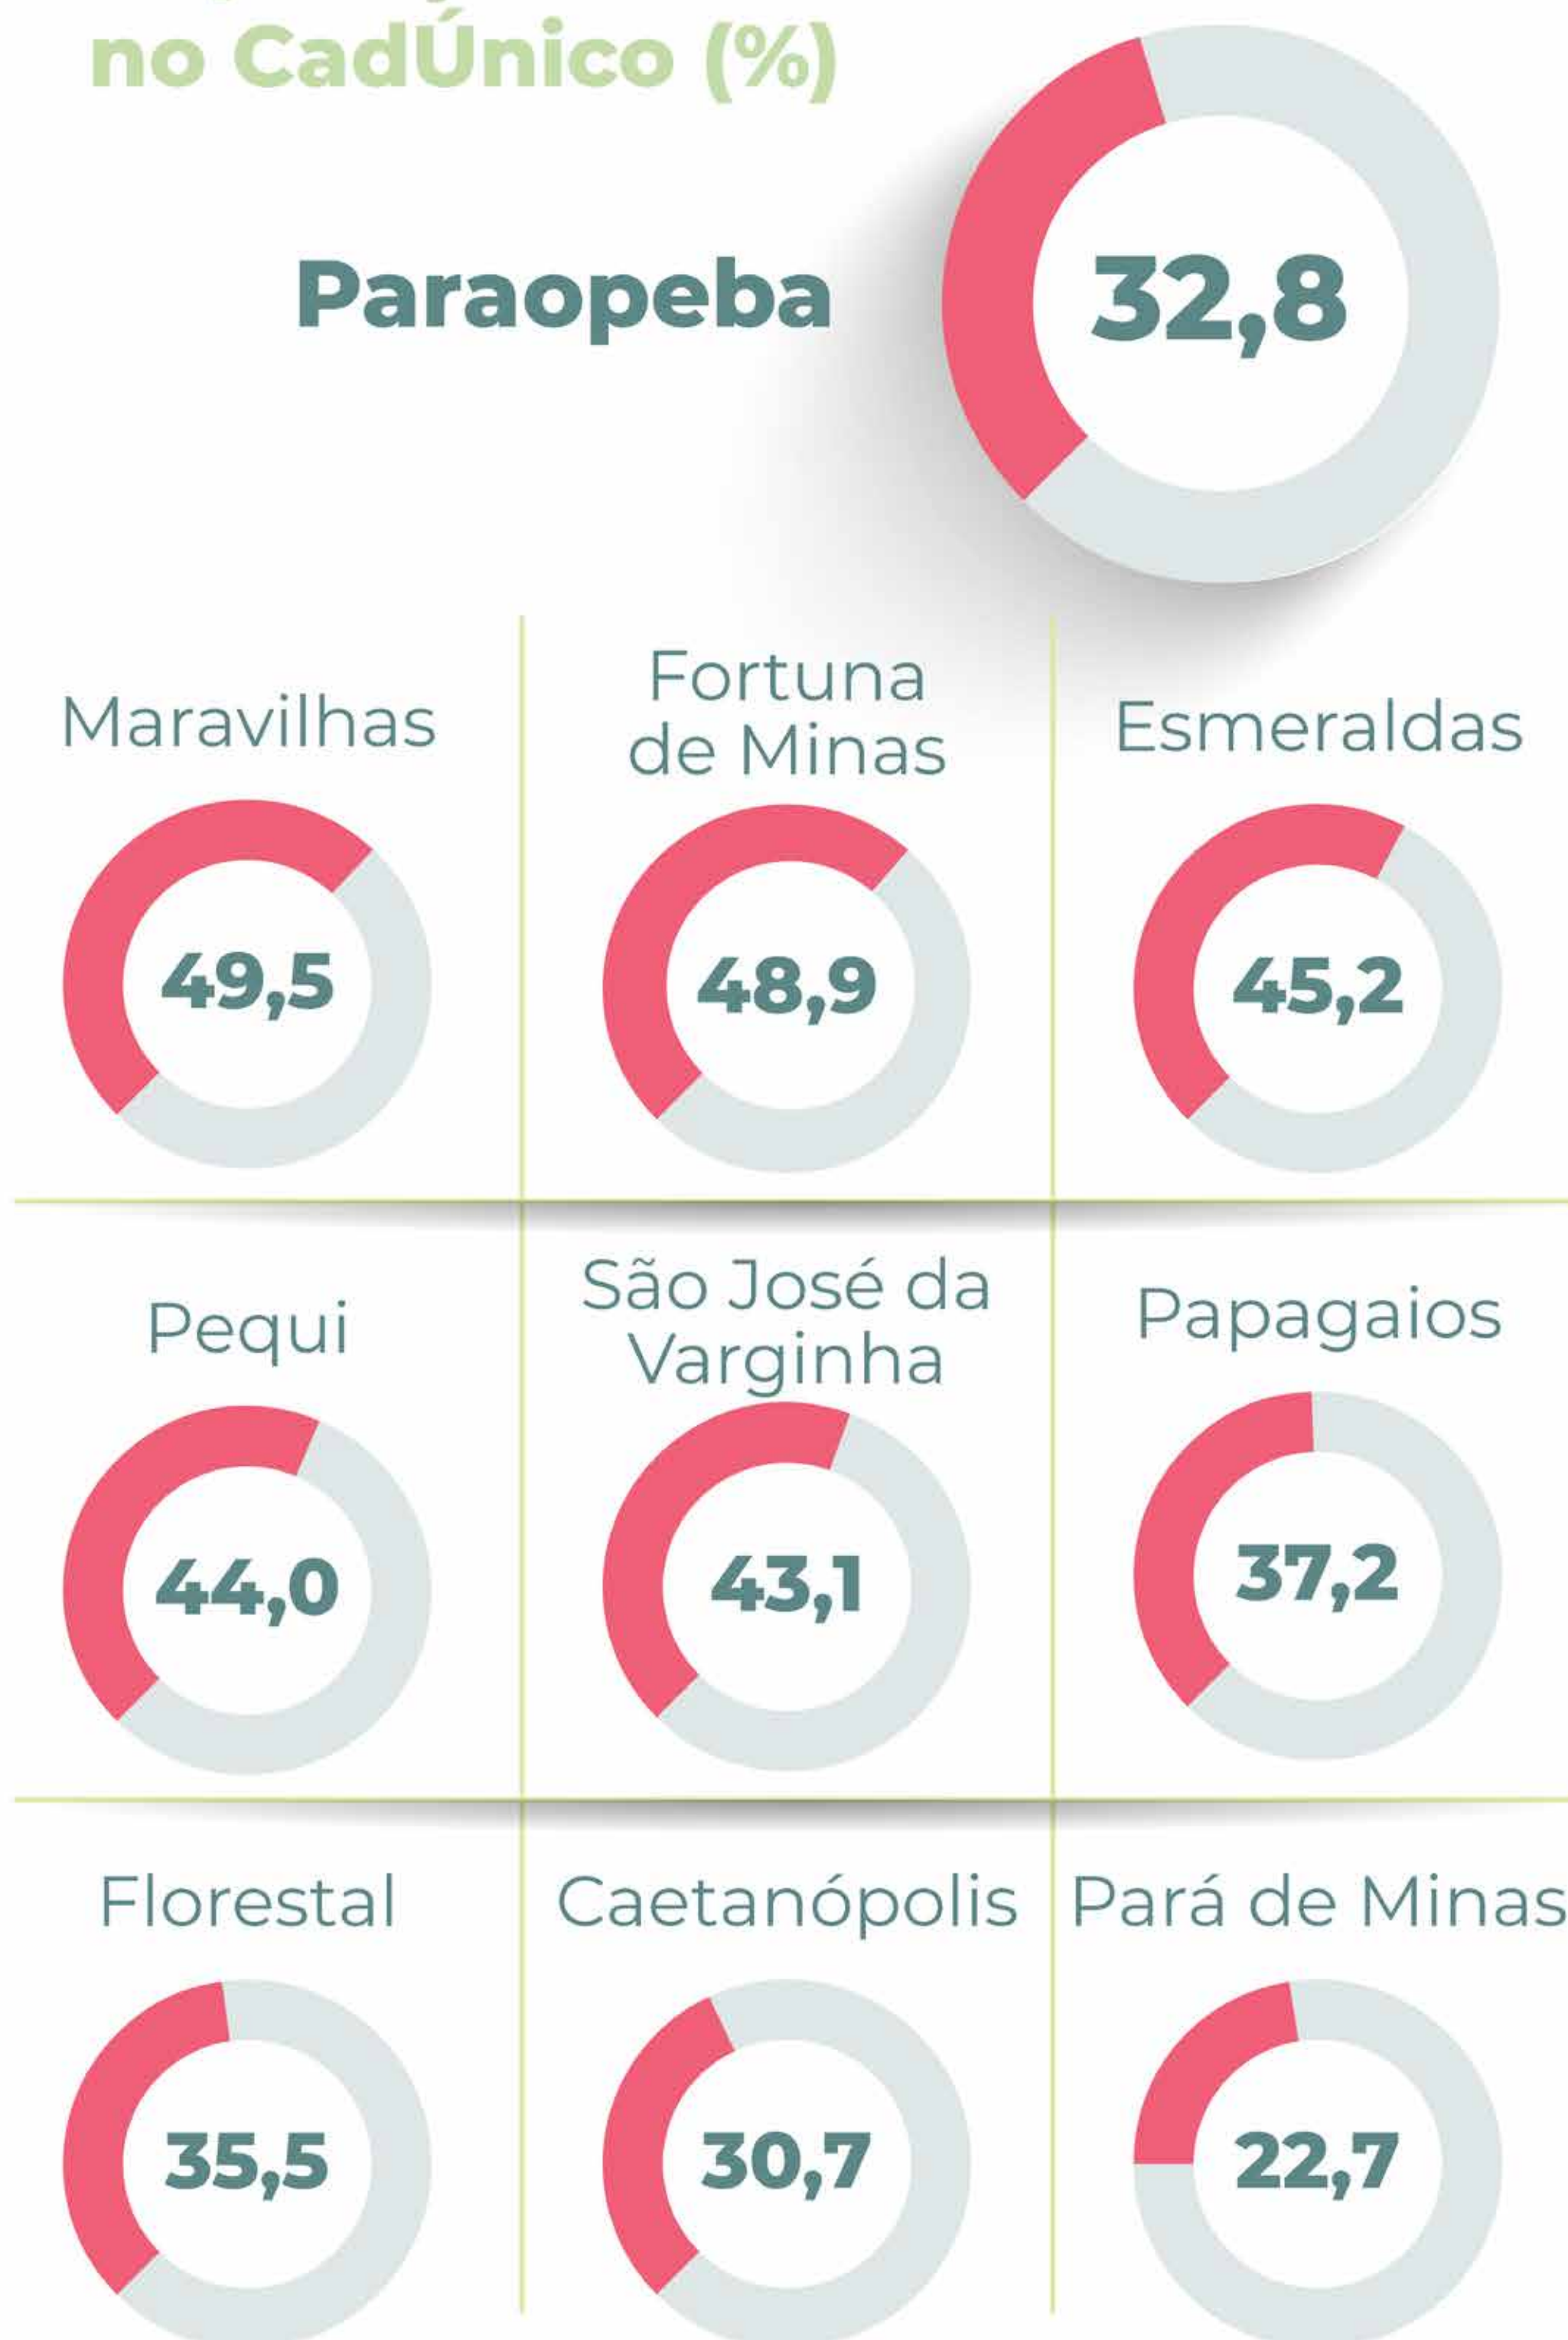 no CadÚnico (%)
Paraopeba
32,8
Maravilhas
49,5
Fortuna
de Minas
48,9
Esmeraldas
45,2
Pequi
44,0
São José da
Varginha
43,1
Papagaios
37,2
Florestal
35,5
Caetanópolis
30,7
Pará de Minas
22,7